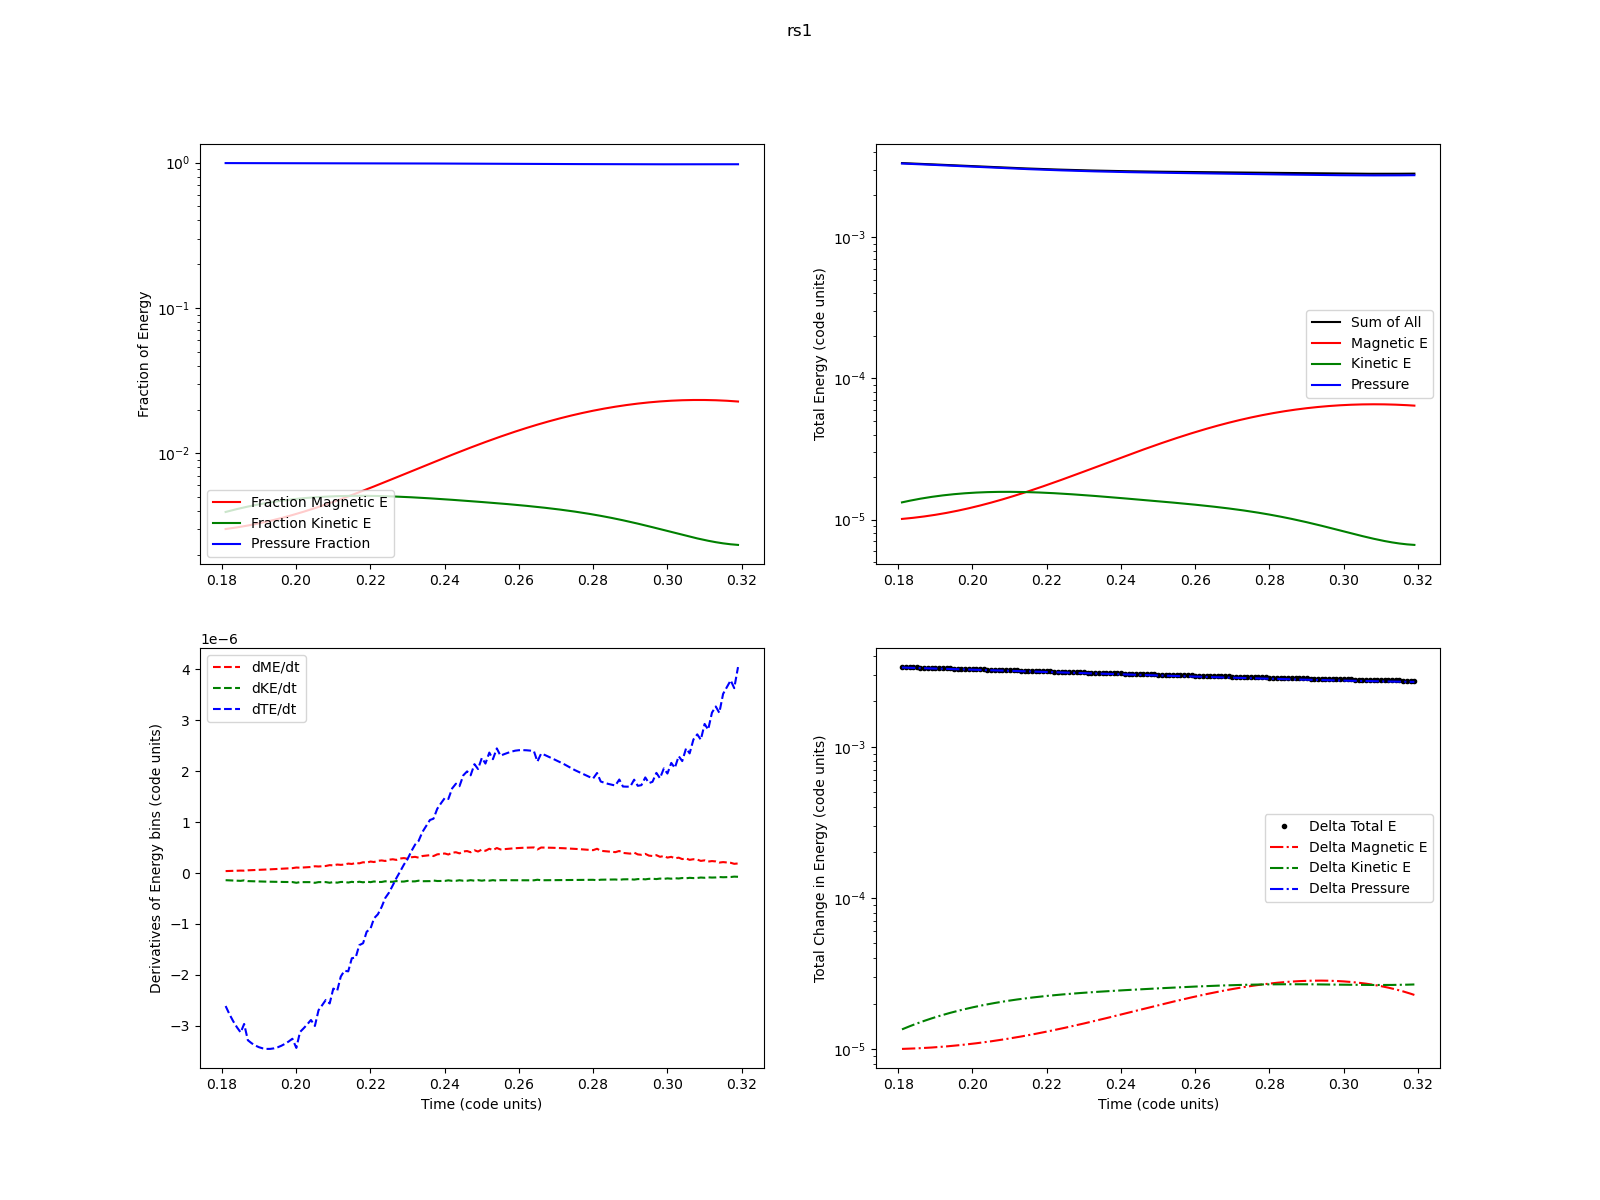 rs1
Fraction of Energy
10⁰
10⁻¹
10⁻²
Fraction Magnetic E
Fraction Kinetic E
Pressure Fraction
0.18 0.20 0.22 0.24 0.26 0.28 0.30 0.32
Total Energy (code units)
10⁻³
10⁻⁴
10⁻⁵
Sum of All
Magnetic E
Kinetic E
Pressure
0.18 0.20 0.22 0.24 0.26 0.28 0.30 0.32
1e−6
Derivatives of Energy bins (code units)
4
3
2
1
0
−1
−2
−3
dME/dt
dKE/dt
dTE/dt
0.18 0.20 0.22 0.24 0.26 0.28 0.30 0.32
Time (code units)
Total Change in Energy (code units)
10⁻³
10⁻⁴
10⁻⁵
Delta Total E
Delta Magnetic E
Delta Kinetic E
Delta Pressure
0.18 0.20 0.22 0.24 0.26 0.28 0.30 0.32
Time (code units)